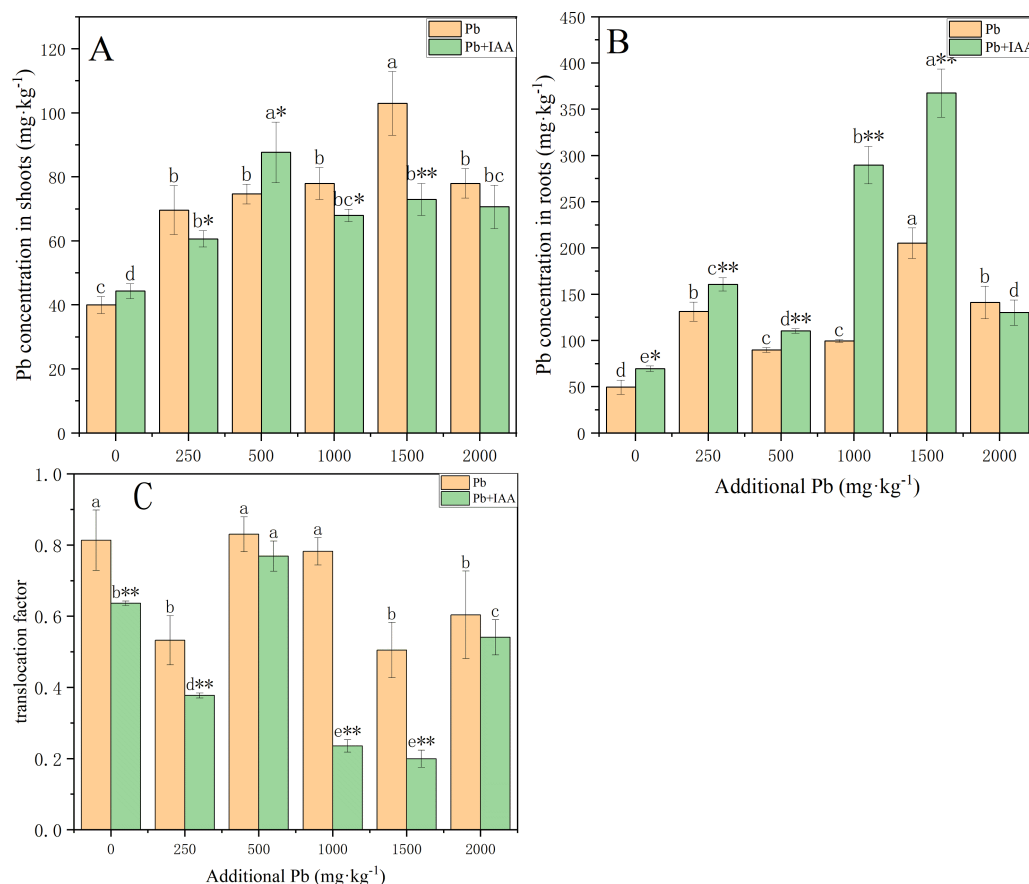 A
Pb
Pb+IAA
Pb concentration in shoots (mg·kg⁻¹)
120
100
80
60
40
20
0
c
d
b
b*
b
a*
b
bc*
a
b**
b
bc
0
250
500
1000
1500
2000
B
Pb
Pb+IAA
Pb concentration in roots (mg·kg⁻¹)
450
400
350
300
250
200
150
100
50
0
d
e*
b
c**
c
d**
c
b**
a
a**
b
d
0
250
500
1000
1500
2000
Additional Pb (mg·kg⁻¹)
C
Pb
Pb+IAA
translocation factor
1.0
0.8
0.6
0.4
0.2
0.0
a
b**
b
d**
a
a
a
e**
b
e**
b
c
0
250
500
1000
1500
2000
Additional Pb (mg·kg⁻¹)